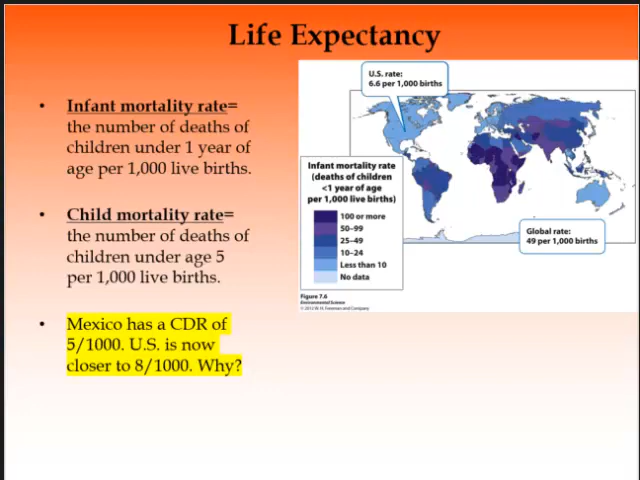 Life Expectancy
• Infant mortality rate=
the number of deaths of
children under 1 year of
age per 1,000 live births.
• Child mortality rate=
the number of deaths of
children under age 5
per 1,000 live births.
• Mexico has a CDR of
5/1000. U.S. is now
closer to 8/1000. Why?
U.S. rate:
6.6 per 1,000 births
Infant mortality rate
(deaths of children
<1 year of age
per 1,000 live births)
100 or more
50–99
25–49
10–24
Less than 10
No data
Global rate:
49 per 1,000 births
Figure 7.6
Environmental Science
© 2012 W. H. Freeman and Company